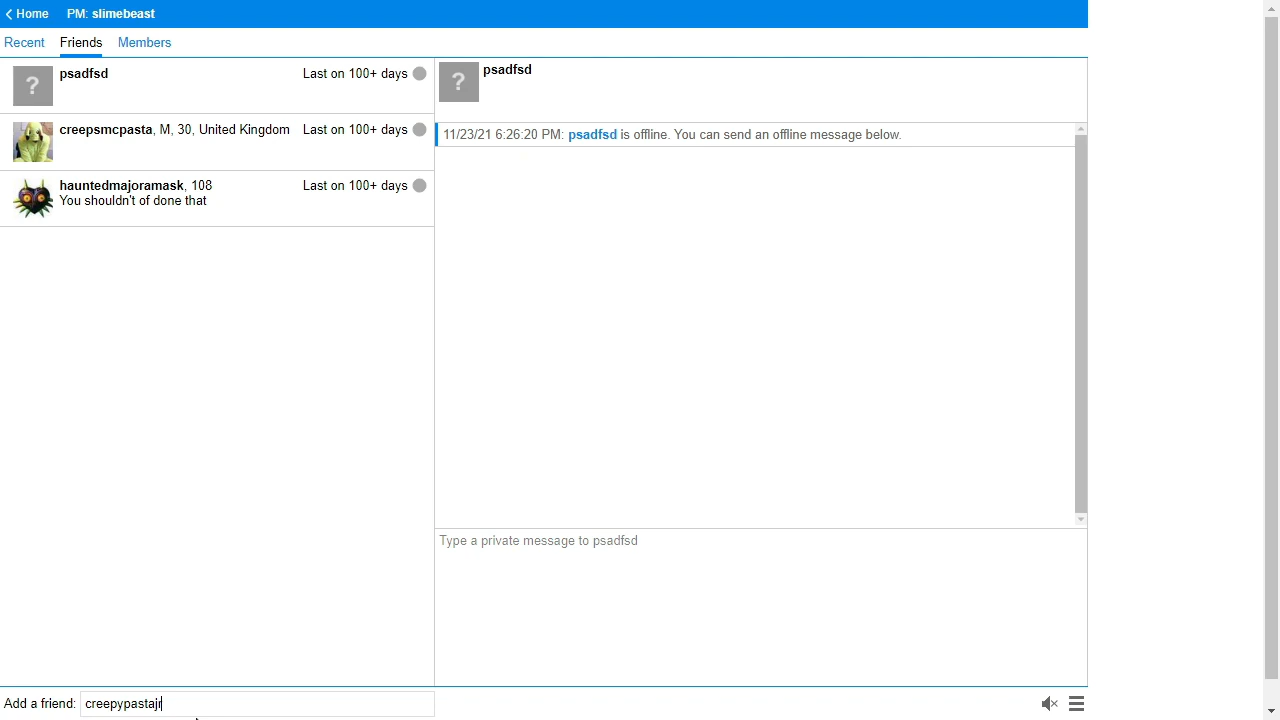 Home PM: slimebeast
Recent Friends Members
psadfsd Last on 100+ days
creepsmcpasta, M, 30, United Kingdom Last on 100+ days
hauntedmajoramask, 108 Last on 100+ days
You shouldn't of done that
psadfsd
11/23/21 6:26:20 PM: psadfsd is offline. You can send an offline message below.
Type a private message to psadfsd
Add a friend: creepypastaji